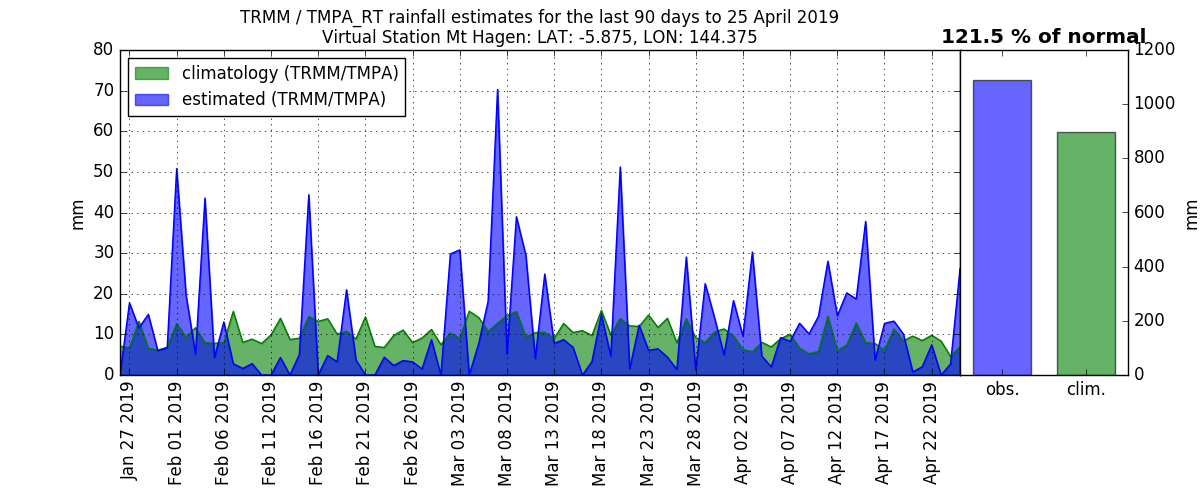 TRMM / TMPA_RT rainfall estimates for the last 90 days to 25 April 2019
Virtual Station Mt Hagen: LAT: -5.875, LON: 144.375
121.5 % of normal
climatology (TRMM/TMPA)
estimated (TRMM/TMPA)
mm
80
70
60
50
40
30
20
10
0
Jan 27 2019
Feb 01 2019
Feb 06 2019
Feb 11 2019
Feb 16 2019
Feb 21 2019
Feb 26 2019
Mar 03 2019
Mar 08 2019
Mar 13 2019
Mar 18 2019
Mar 23 2019
Mar 28 2019
Apr 02 2019
Apr 07 2019
Apr 12 2019
Apr 17 2019
Apr 22 2019
obs.
clim.
1200
1000
800
600
400
200
0
mm